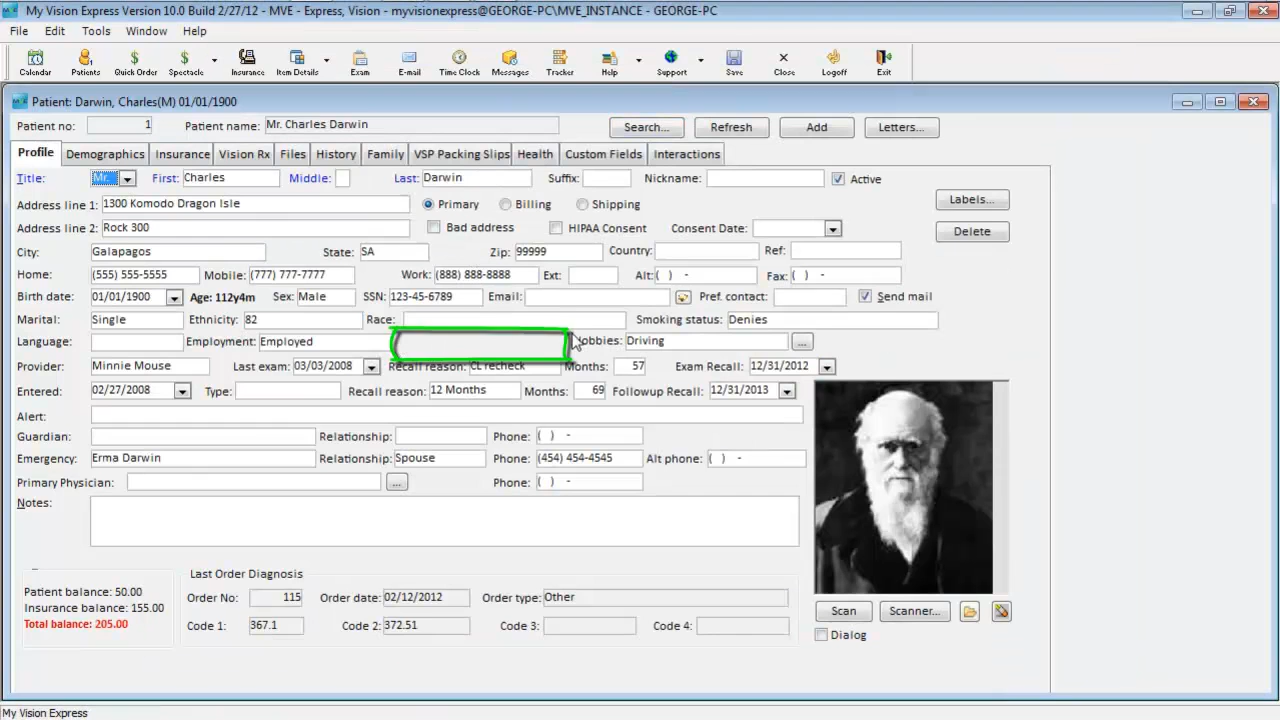 My Vision Express Version 10.0 Build 2/27/12 - MVE - Express, Vision - myvisionexpress@GEORGE-PC\MVE_INSTANCE - GEORGE-PC
File Edit Tools Window Help
Calendar Patients Quick Order Spectacle Insurance Item Details Exam E-mail Time Clock Messages Tracker Help Support Save Close Logoff Exit
Patient: Darwin, Charles(M) 01/01/1900
Patient no: 1 Patient name: Mr. Charles Darwin Search... Refresh Add Letters...
Profile Demographics Insurance Vision Rx Files History Family VSP Packing Slips Health Custom Fields Interactions
Title: Mr. First: Charles Middle: Last: Darwin Suffix: Nickname: Active
Address line 1: 1300 Komodo Dragon Isle Primary Billing Shipping Labels...
Address line 2: Rock 300 Bad address HIPAA Consent Consent Date: Delete
City: Galapagos State: SA Zip: 99999 Country: Ref:
Home: (555) 555-5555 Mobile: (777) 777-7777 Work: (888) 888-8888 Ext: Alt: ( ) - Fax: ( ) -
Birth date: 01/01/1900 Age: 112y4m Sex: Male SSN: 123-45-6789 Email: Pref. contact: Send mail
Marital: Single Ethnicity: 82 Race: Smoking status: Denies
Language: Employment: Employed Hobbies: Driving ...
Provider: Minnie Mouse Last exam: 03/03/2008 Recall reason: CL recheck Months: 57 Exam Recall: 12/31/2012
Entered: 02/27/2008 Type: Recall reason: 12 Months Months: 69 Followup Recall: 12/31/2013
Alert:
Guardian: Relationship: Phone: ( ) -
Emergency: Erma Darwin Relationship: Spouse Phone: (454) 454-4545 Alt phone: ( ) -
Primary Physician: ... Phone: ( ) -
Notes:
Last Order Diagnosis
Patient balance: 50.00 Order No: 115 Order date: 02/12/2012 Order type: Other
Insurance balance: 155.00
Total balance: 205.00 Code 1: 367.1 Code 2: 372.51 Code 3: Code 4:
Scan Scanner...
Dialog
My Vision Express